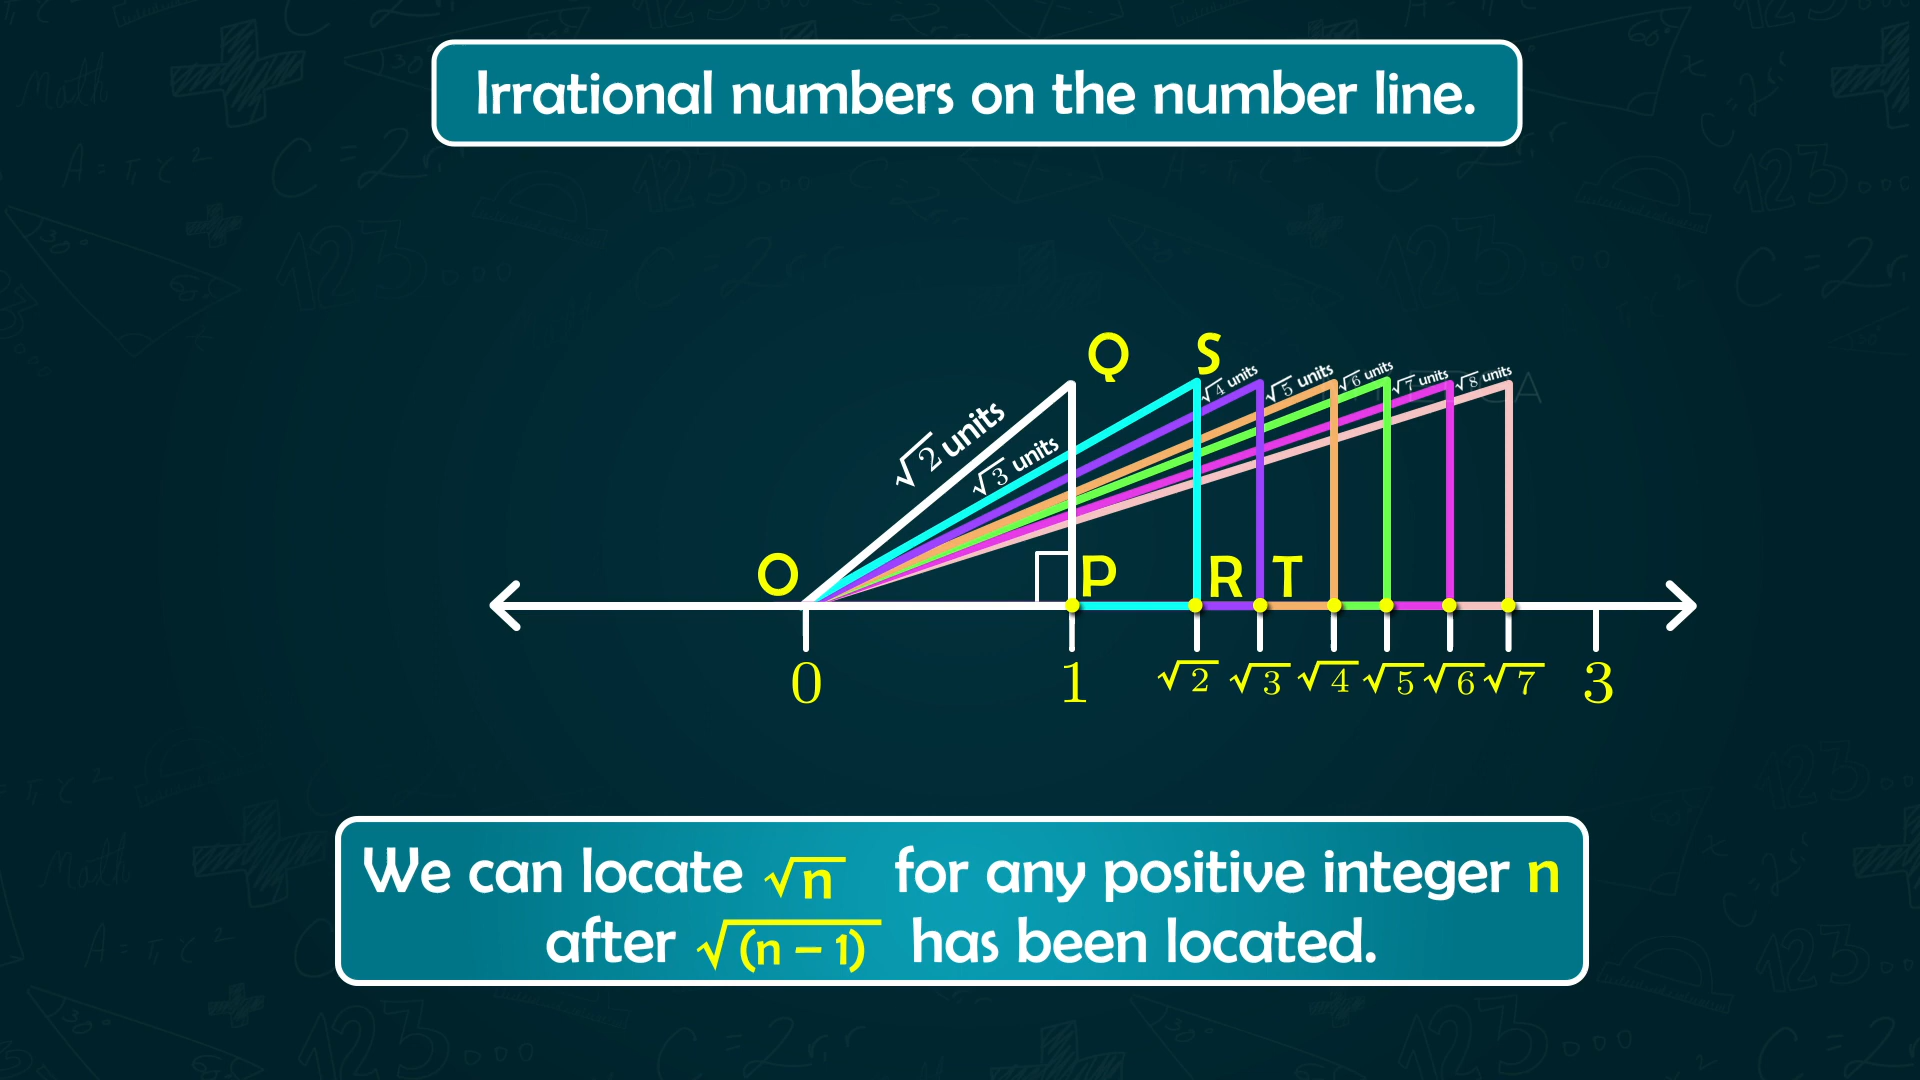 Irrational numbers on the number line.
Q S
√2 units
√3 units
√4 units
√5 units
√6 units
√7 units
√8 units
O P R T
0 1 √2 √3 √4 √5 √6 √7 3
We can locate √n for any positive integer n
after √(n – 1) has been located.